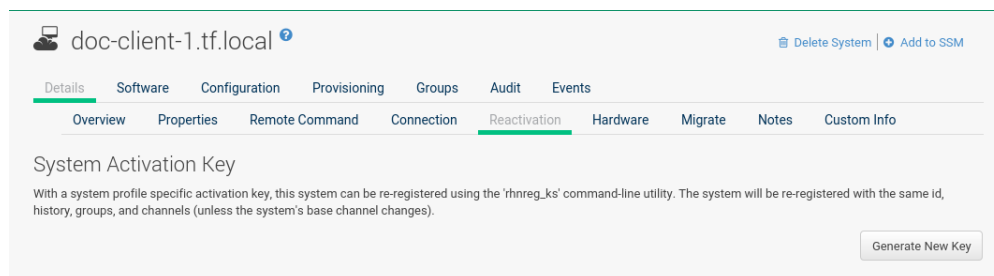 doc-client-1.tf.local ?
Delete System | Add to SSM
Details Software Configuration Provisioning Groups Audit Events
Overview Properties Remote Command Connection Reactivation Hardware Migrate Notes Custom Info
System Activation Key
With a system profile specific activation key, this system can be re-registered using the 'rhnreg_ks' command-line utility. The system will be re-registered with the same id,
history, groups, and channels (unless the system's base channel changes).
Generate New Key